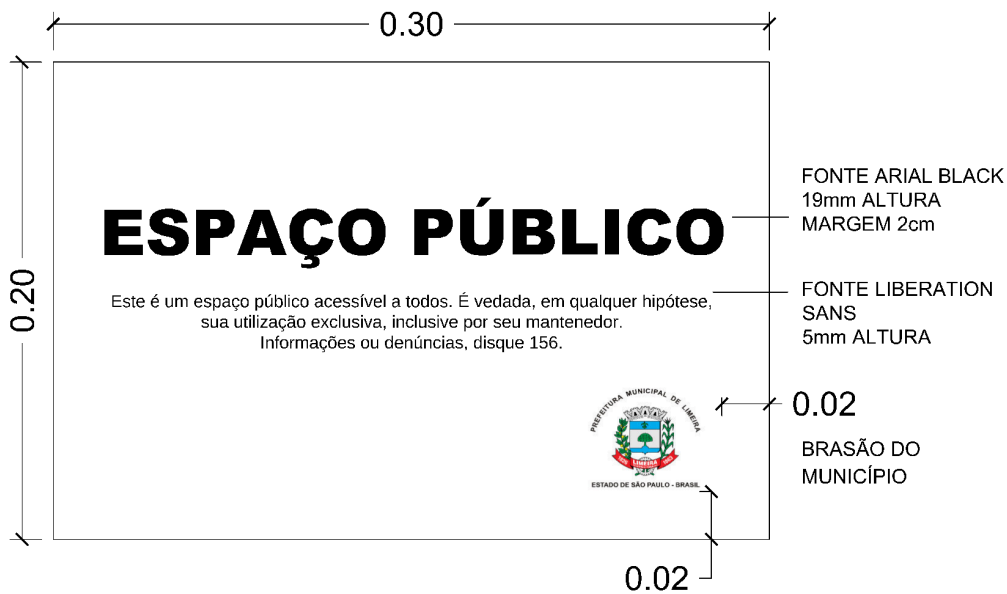 0.30
0.20
ESPAÇO PÚBLICO
FONTE ARIAL BLACK
19mm ALTURA
MARGEM 2cm
Este é um espaço público acessível a todos. É vedada, em qualquer hipótese,
sua utilização exclusiva, inclusive por seu mantenedor.
Informações ou denúncias, disque 156.
FONTE LIBERATION
SANS
5mm ALTURA
PREFEITURA MUNICIPAL DE LIMEIRA
LIMEIRA
ESTADO DE SÃO PAULO - BRASIL
0.02
BRASÃO DO
MUNICÍPIO
0.02